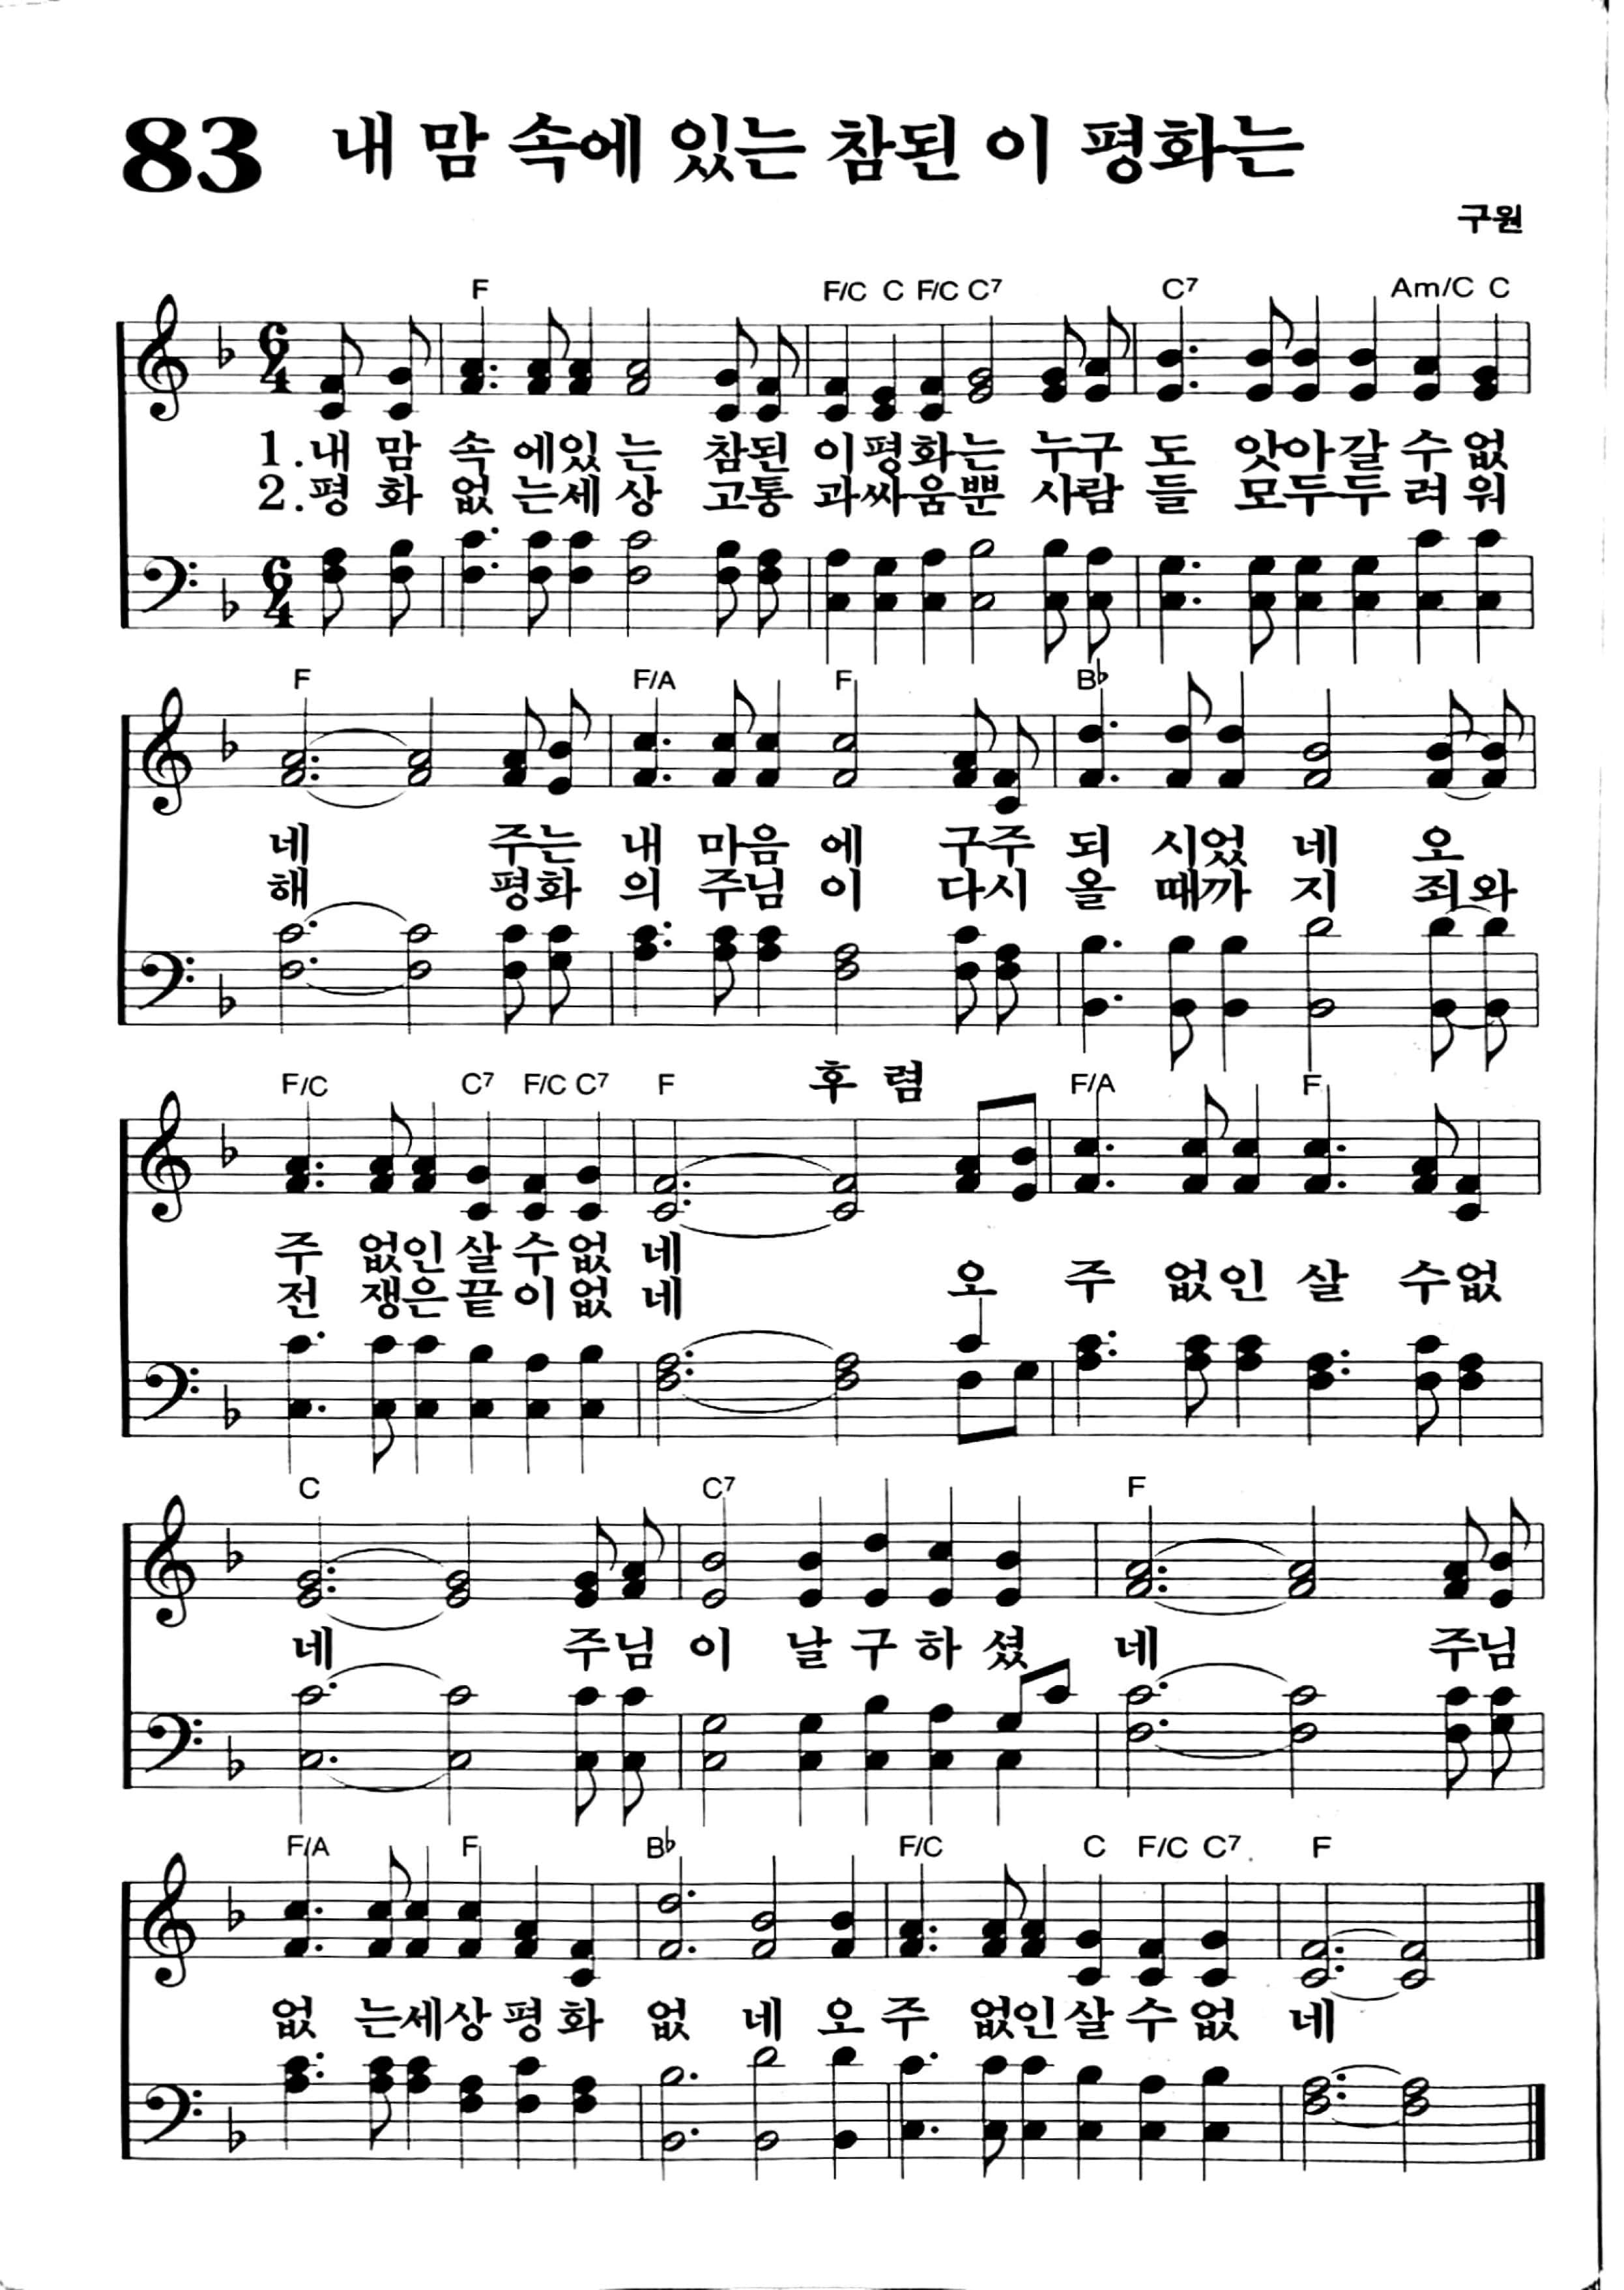 83 내 맘 속에 있는 참된 이 평화는
구원
F F/C C F/C C7 C7 Am/C C
6/4
1.내 맘 속 에있 는 참된 이평화는 누구 도 앗아갈 수 없
2.평 화 없 는세 상 고통 과싸움뿐 사람 들 모두두 려 워
6/4
F F/A F B♭
네 주는 내 마음 에 구주 되 시었 네 오
해 평화 의 주님 이 다시 올 때까 지 죄와
후 렴
F/C C7 F/C C7 F F/A F
주 없인 살 수 없 네
전 쟁은 끝 이 없 네
오 주 없인 살 수없
C C7 F
네 주님 이 날 구 하 셨 네 주님
F/A F B♭ F/C C F/C C7 F
없 는세상 평 화 없 네 오 주 없인살 수 없 네